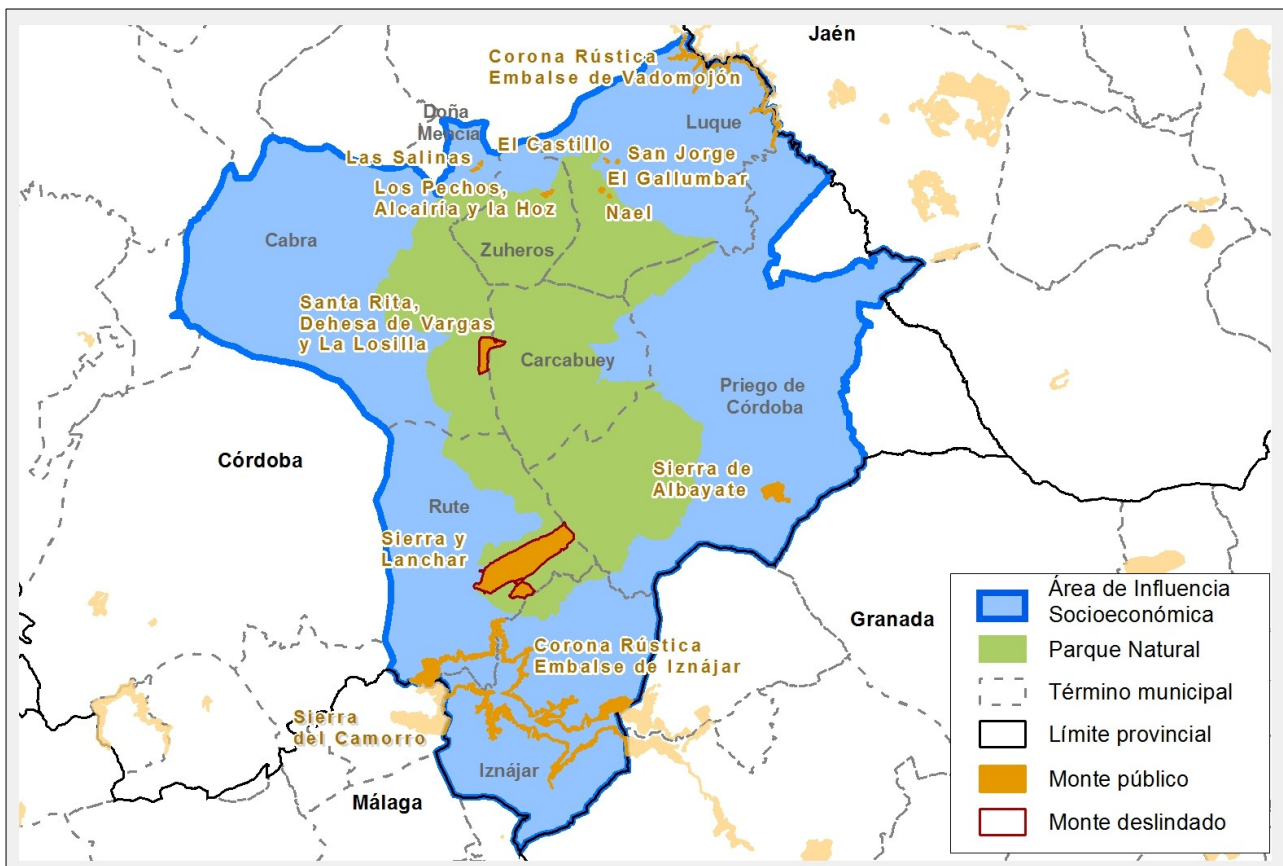 Jaén
Corona Rústica
Embalse de Vadomojón
Doña
Mencía
Luque
El Castillo
Las Salinas
San Jorge
El Gallumbar
Los Pechos,
Alcairía y la Hoz
Nael
Cabra
Zuheros
Santa Rita,
Dehesa de Vargas
y La Losilla
Carcabuey
Priego de
Córdoba
Córdoba
Sierra de
Albayate
Rute
Sierra y
Lanchar
Granada
Corona Rústica
Embalse de Iznájar
Sierra
del Camorro
Iznájar
Málaga
Área de Influencia
Socioeconómica
Parque Natural
Término municipal
Límite provincial
Monte público
Monte deslindado